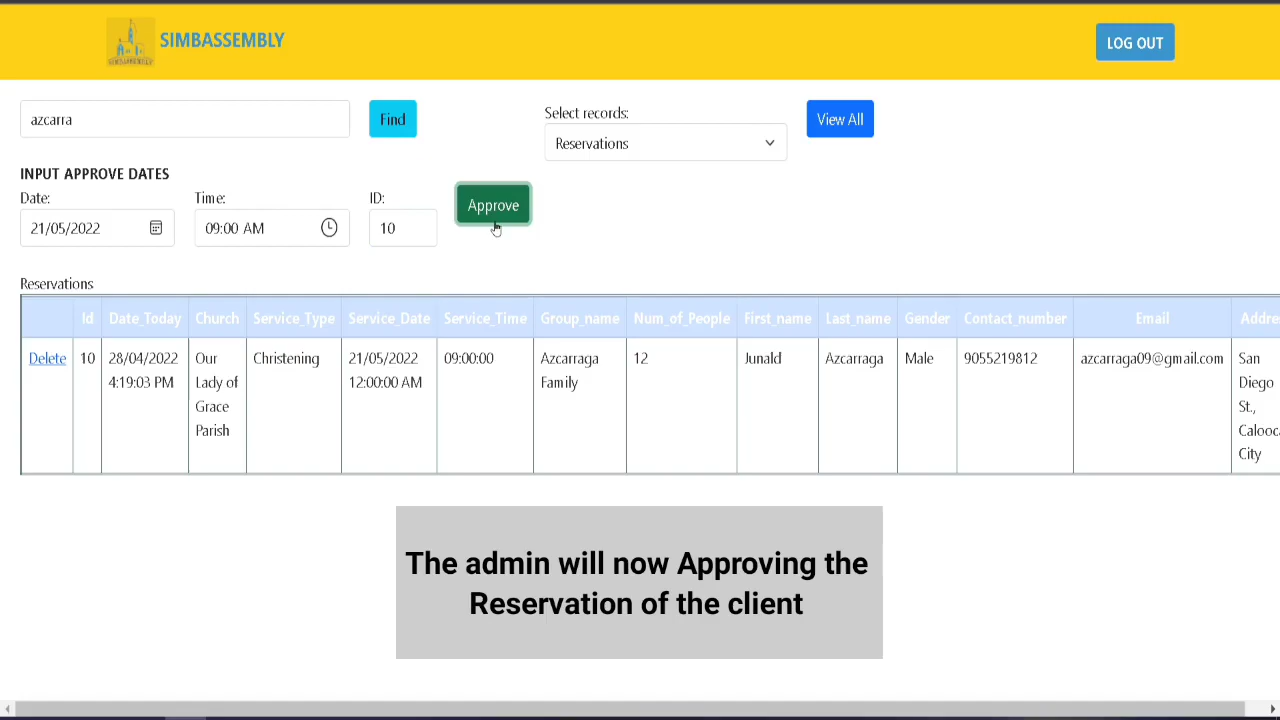 SIMBASSEMBLY
LOG OUT
azcarra
Find
Select records:
Reservations
View All
INPUT APPROVE DATES
Date:
Time:
ID:
21/05/2022
09:00 AM
10
Approve
Reservations
Id Date_Today Church Service_Type Service_Date Service_Time Group_name Num_of_People First_name Last_name Gender Contact_number Email Addre
Delete 10 28/04/2022 Our Christening 21/05/2022 09:00:00 Azcarraga 12 Junald Azcarraga Male 9055219812 azcarraga09@gmail.com San
4:19:03 PM Lady of 12:00:00 AM Family Diego
Grace St.,
Parish Calooc
City
The admin will now Approving the
Reservation of the client